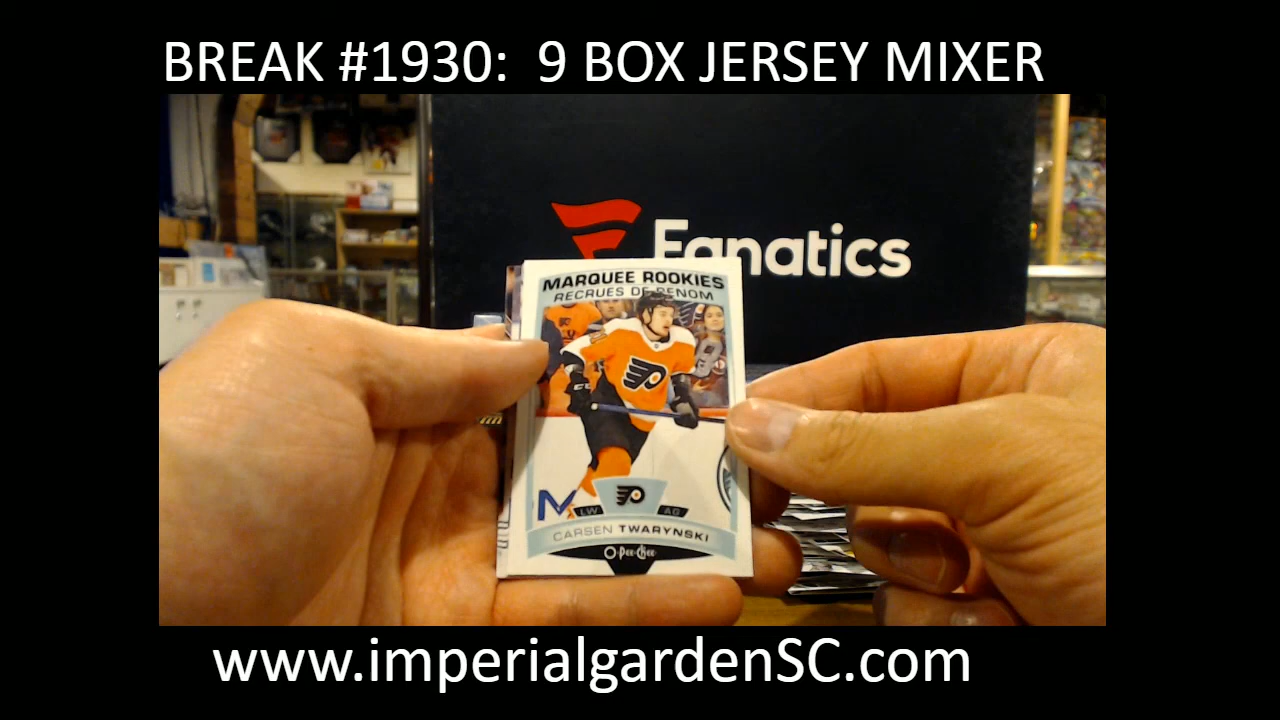 BREAK #1930:  9 BOX JERSEY MIXER
Fanatics
MARQUEE ROOKIES
RECRUES DE RENOM
LW AG
CARSEN TWARYNSKI
O-Pee-Chee
www.imperialgardenSC.com